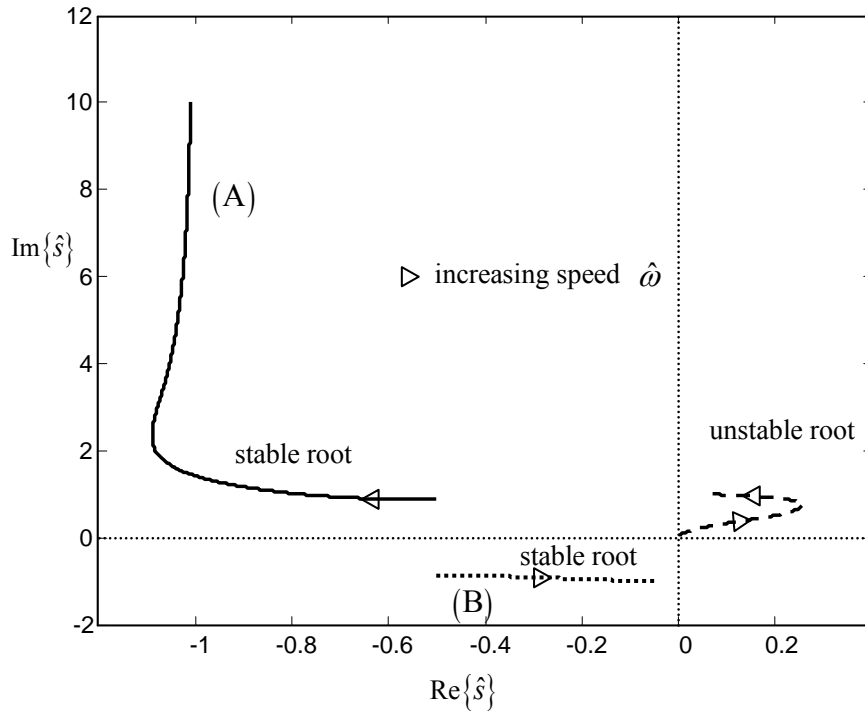 12
10
(A)
8
Im{ŝ}
increasing speed ω̂
6
4
unstable root
stable root
2
0
stable root
(B)
-2
-1 -0.8 -0.6 -0.4 -0.2 0 0.2
Re{ŝ}